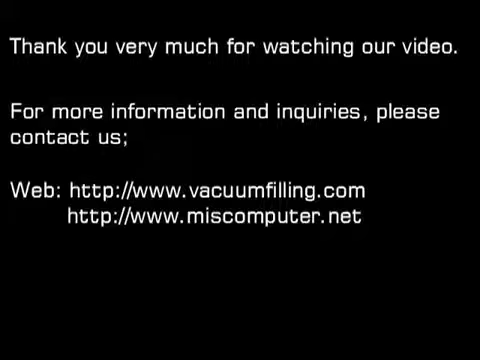 Thank you very much for watching our video.
For more information and inquiries, please
contact us;
Web: http://www.vacuumfilling.com
http://www.miscomputer.net